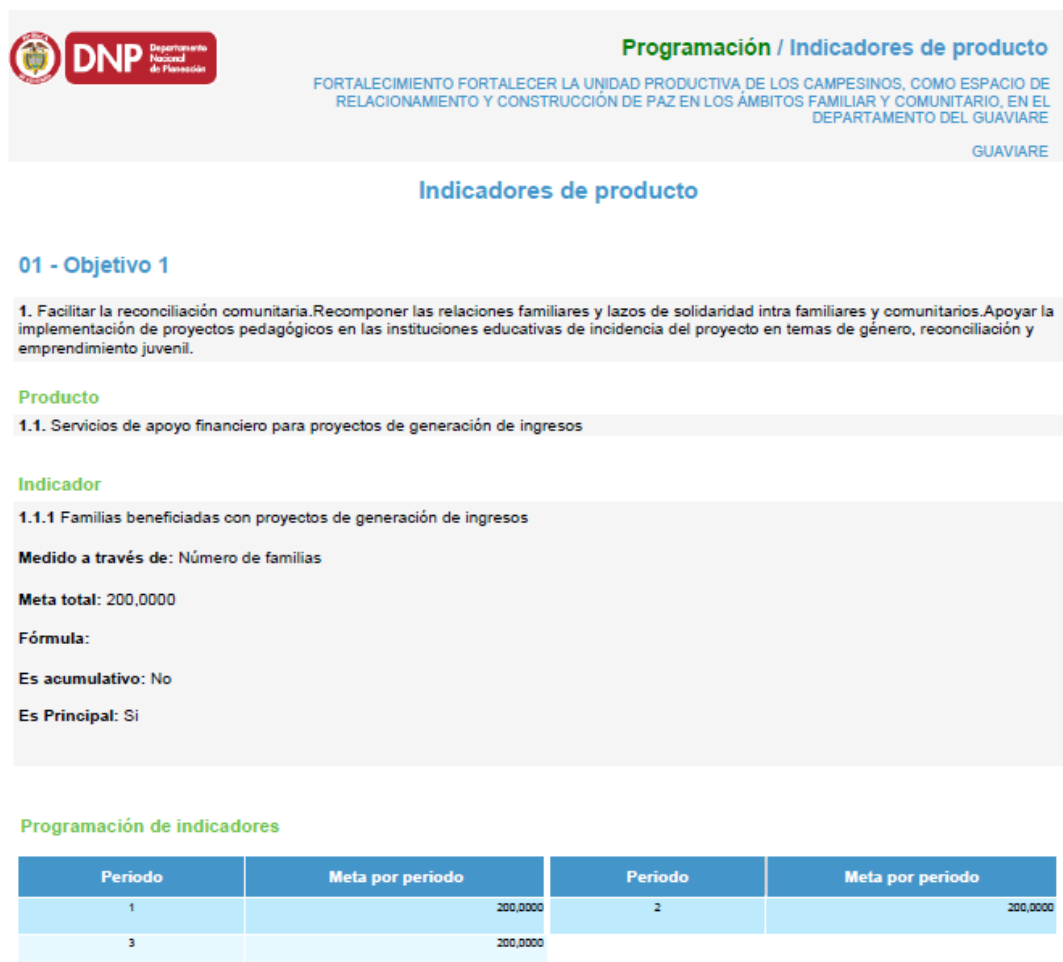 DNP Departamento
Nacional
de Planeación
Programación / Indicadores de producto
FORTALECIMIENTO FORTALECER LA UNIDAD PRODUCTIVA DE LOS CAMPESINOS, COMO ESPACIO DE
RELACIONAMIENTO Y CONSTRUCCIÓN DE PAZ EN LOS ÁMBITOS FAMILIAR Y COMUNITARIO, EN EL
DEPARTAMENTO DEL GUAVIARE
GUAVIARE
Indicadores de producto
01 - Objetivo 1
1. Facilitar la reconciliación comunitaria.Recomponer las relaciones familiares y lazos de solidaridad intra familiares y comunitarios.Apoyar la
implementación de proyectos pedagógicos en las instituciones educativas de incidencia del proyecto en temas de género, reconciliación y
emprendimiento juvenil.
Producto
1.1. Servicios de apoyo financiero para proyectos de generación de ingresos
Indicador
1.1.1 Familias beneficiadas con proyectos de generación de ingresos
Medido a través de: Número de familias
Meta total: 200,0000
Fórmula:
Es acumulativo: No
Es Principal: Si
Programación de indicadores
Periodo Meta por periodo Periodo Meta por periodo
1 200,0000 2 200,0000
3 200,0000